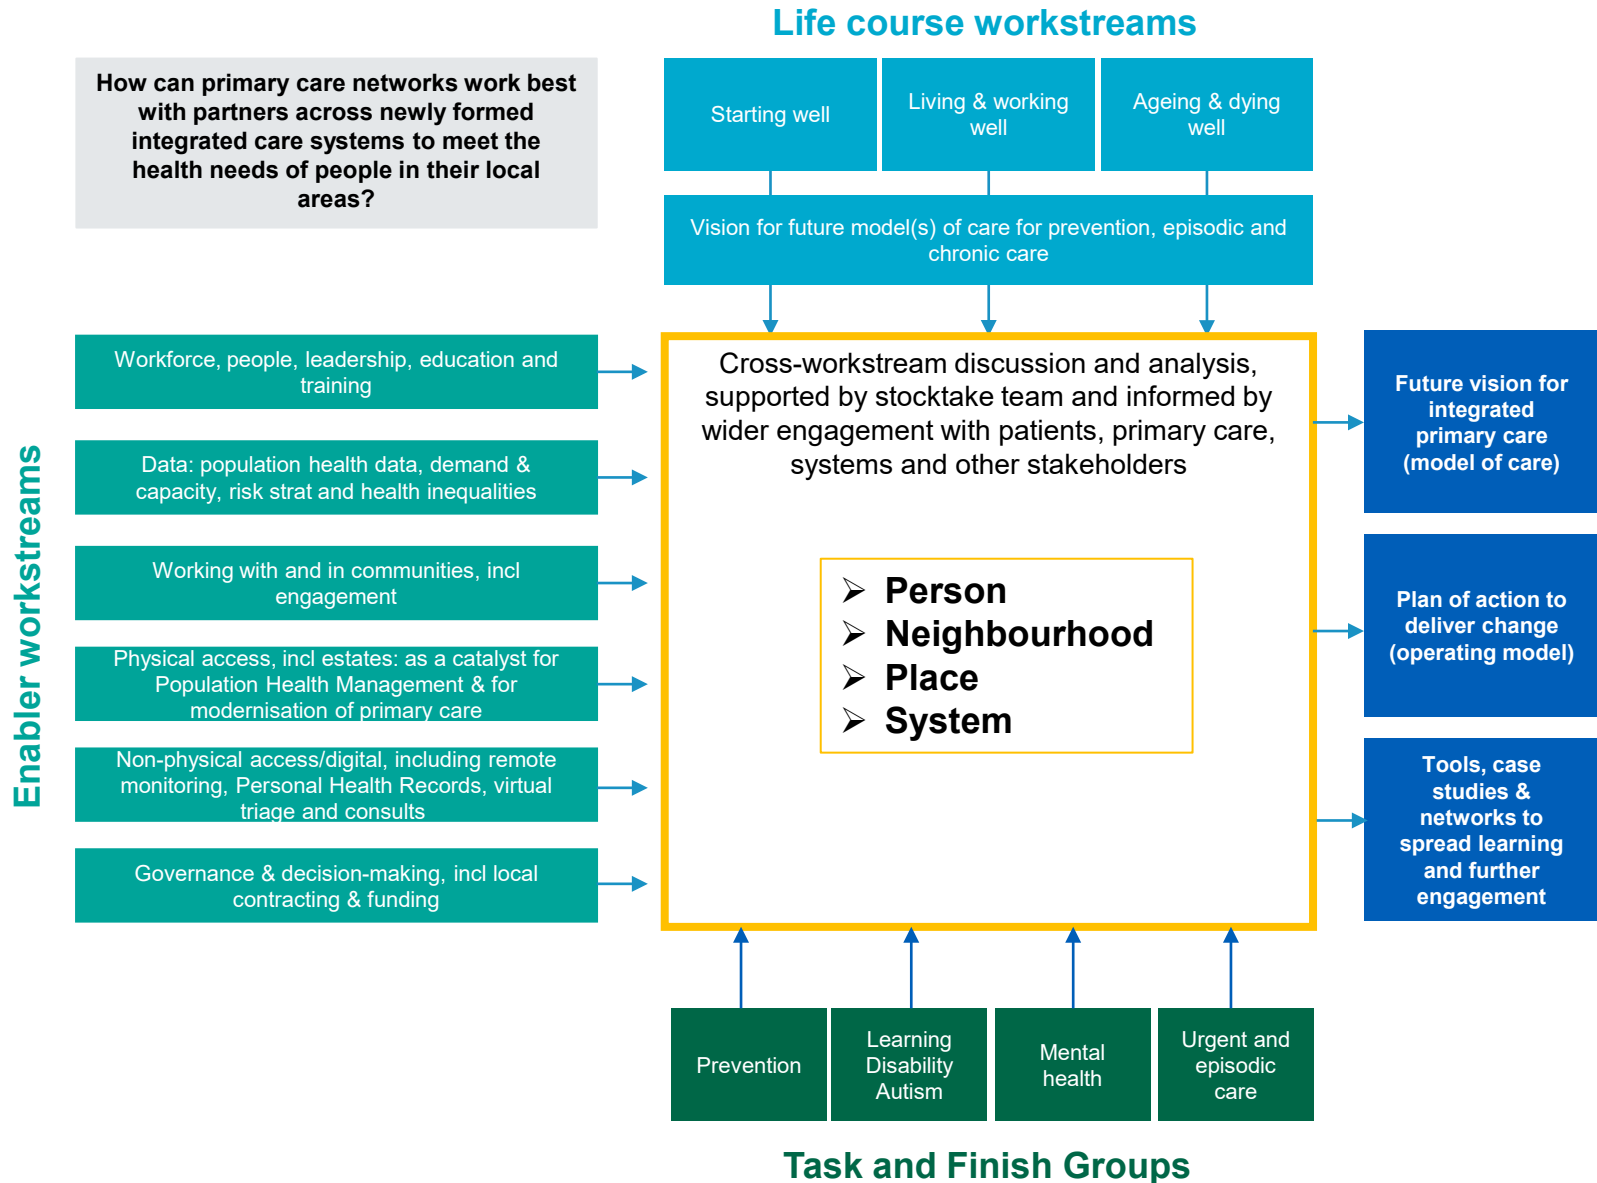 Life course workstreams
How can primary care networks work best
with partners across newly formed
integrated care systems to meet the
health needs of people in their local
areas?
Starting well
Living & working
well
Ageing & dying
well
Vision for future model(s) of care for prevention, episodic and
chronic care
Enabler workstreams
Workforce, people, leadership, education and
training
Data: population health data, demand &
capacity, risk strat and health inequalities
Working with and in communities, incl
engagement
Physical access, incl estates: as a catalyst for
Population Health Management & for
modernisation of primary care
Non-physical access/digital, including remote
monitoring, Personal Health Records, virtual
triage and consults
Governance & decision-making, incl local
contracting & funding
Cross-workstream discussion and analysis,
supported by stocktake team and informed by
wider engagement with patients, primary care,
systems and other stakeholders
➢ Person
➢ Neighbourhood
➢ Place
➢ System
Future vision for
integrated
primary care
(model of care)
Plan of action to
deliver change
(operating model)
Tools, case
studies &
networks to
spread learning
and further
engagement
Prevention
Learning
Disability
Autism
Mental
health
Urgent and
episodic
care
Task and Finish Groups